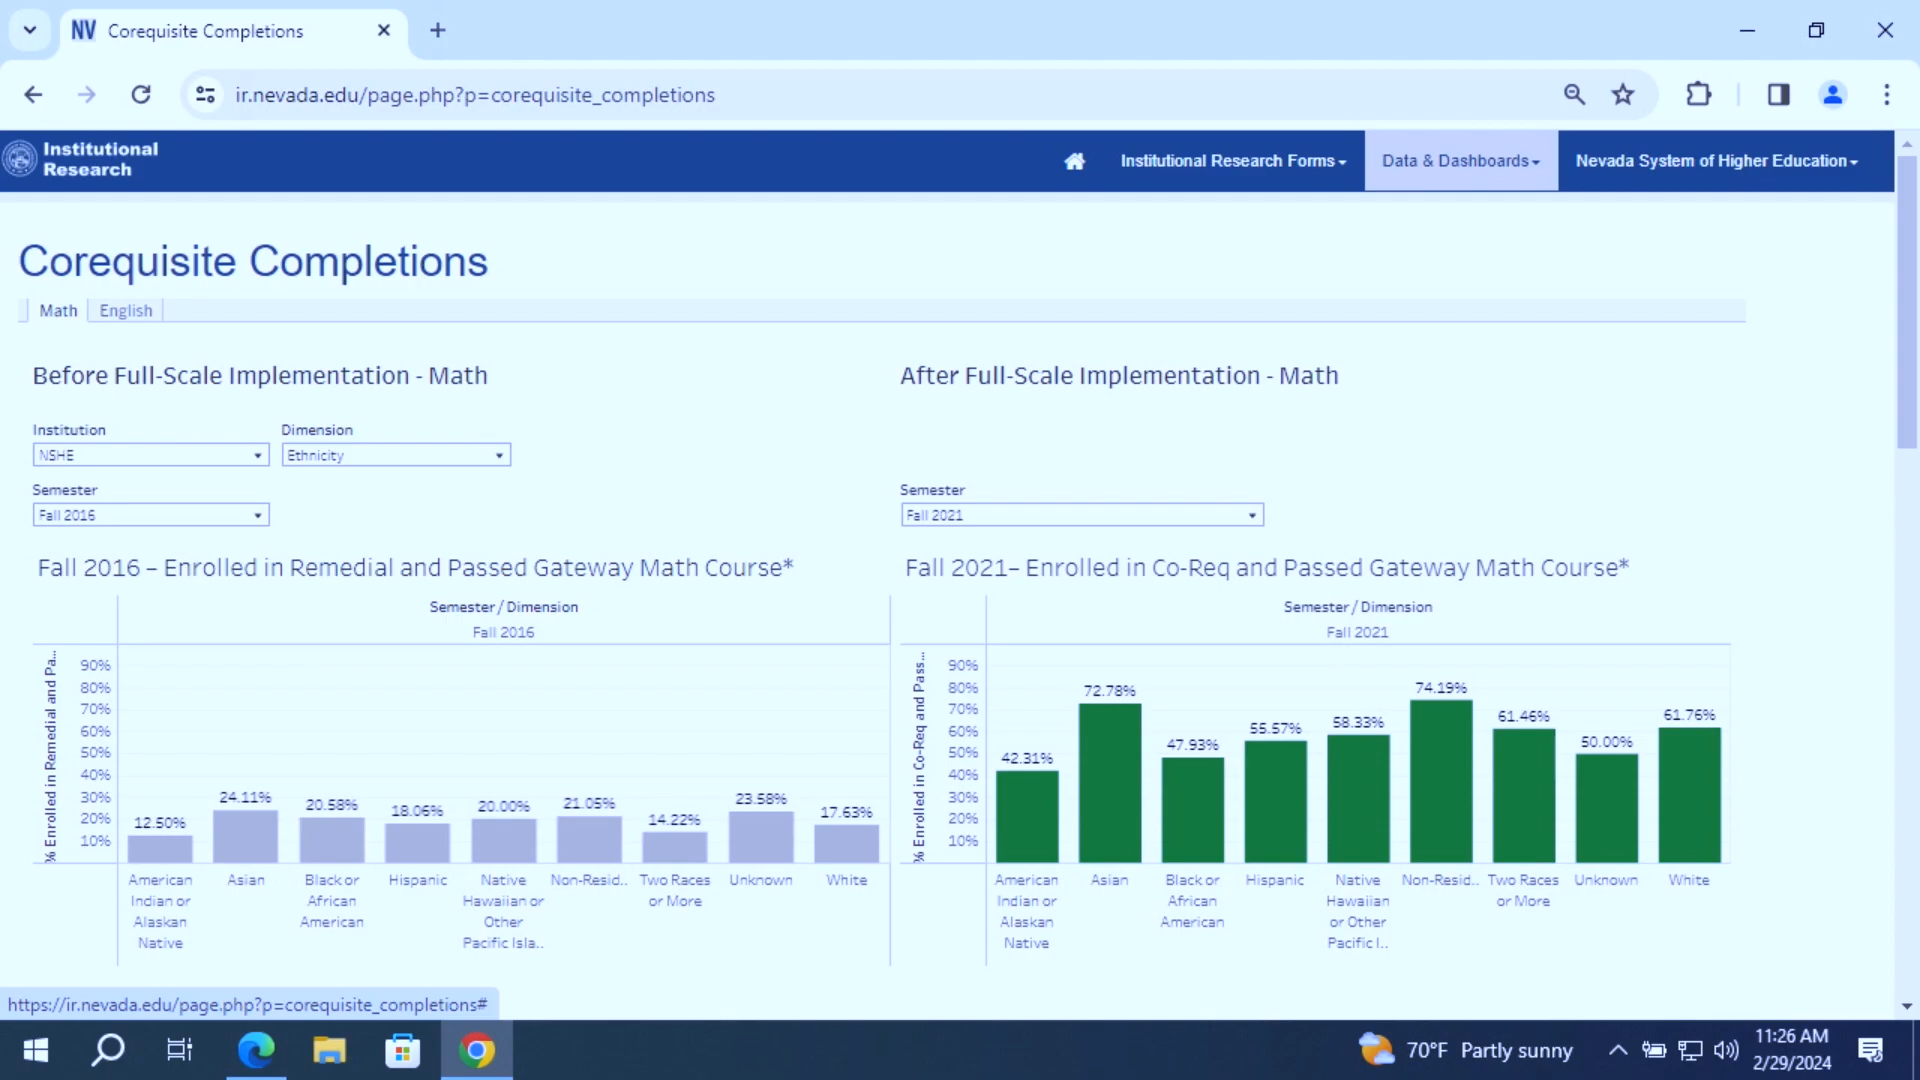 NV Corequisite Completions
ir.nevada.edu/page.php?p=corequisite_completions
Institutional
Research
Institutional Research Forms
Data & Dashboards
Nevada System of Higher Education
Corequisite Completions
Math English
Before Full-Scale Implementation - Math
After Full-Scale Implementation - Math
Institution Dimension
NSHE Ethnicity
Semester
Fall 2016
Semester
Fall 2021
Fall 2016 – Enrolled in Remedial and Passed Gateway Math Course*
Semester / Dimension
Fall 2016
% Enrolled in Remedial and Pa...
90%
80%
70%
60%
50%
40%
30%
20%
10%
12.50% 24.11% 20.58% 18.06% 20.00% 21.05% 14.22% 23.58% 17.63%
American
Indian or
Alaskan
Native
Asian
Black or
African
American
Hispanic
Native
Hawaiian or
Other
Pacific Isla..
Non-Resid..
Two Races
or More
Unknown
White
Fall 2021– Enrolled in Co-Req and Passed Gateway Math Course*
Semester / Dimension
Fall 2021
% Enrolled in Co-Req and Pass...
90%
80%
70%
60%
50%
40%
30%
20%
10%
42.31% 72.78% 47.93% 55.57% 58.33% 74.19% 61.46% 50.00% 61.76%
American
Indian or
Alaskan
Native
Asian
Black or
African
American
Hispanic
Native
Hawaiian
or Other
Pacific I..
Non-Resid..
Two Races
or More
Unknown
White
https://ir.nevada.edu/page.php?p=corequisite_completions#
70°F Partly sunny
11:26 AM
2/29/2024